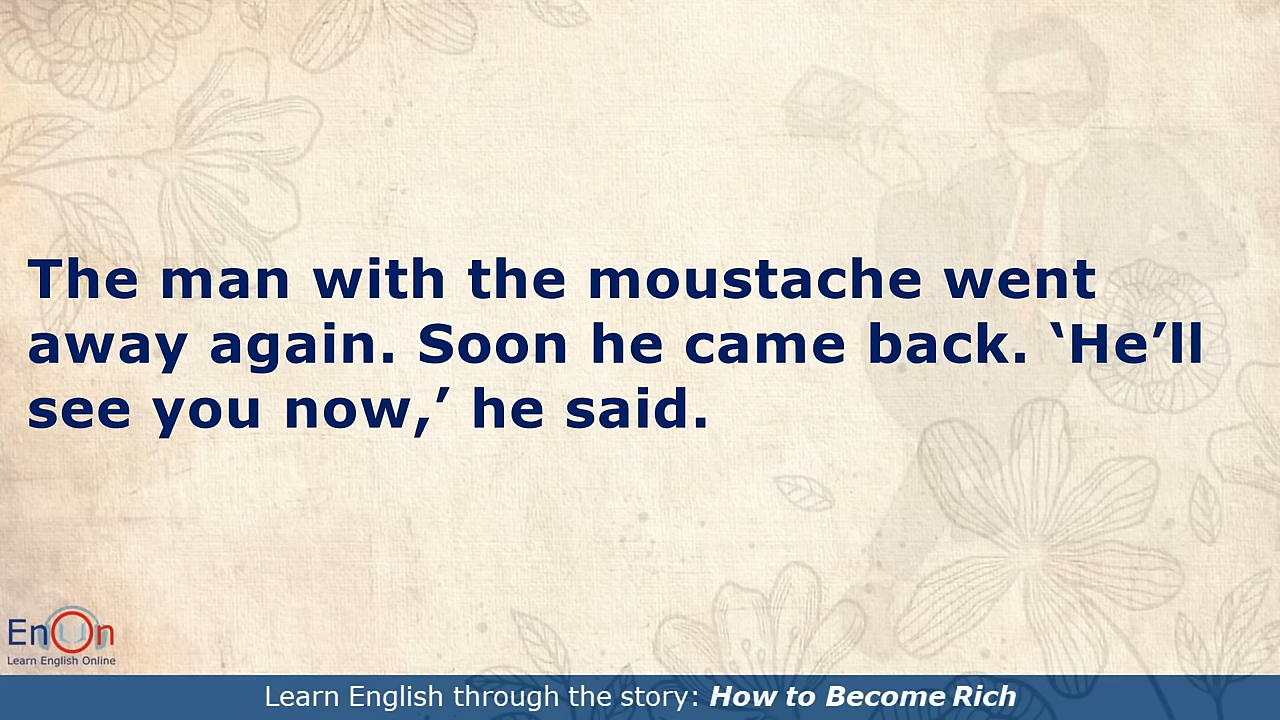 The man with the moustache went
away again. Soon he came back. ‘He’ll
see you now,’ he said.
EnOn
Learn English Online
Learn English through the story: How to Become Rich